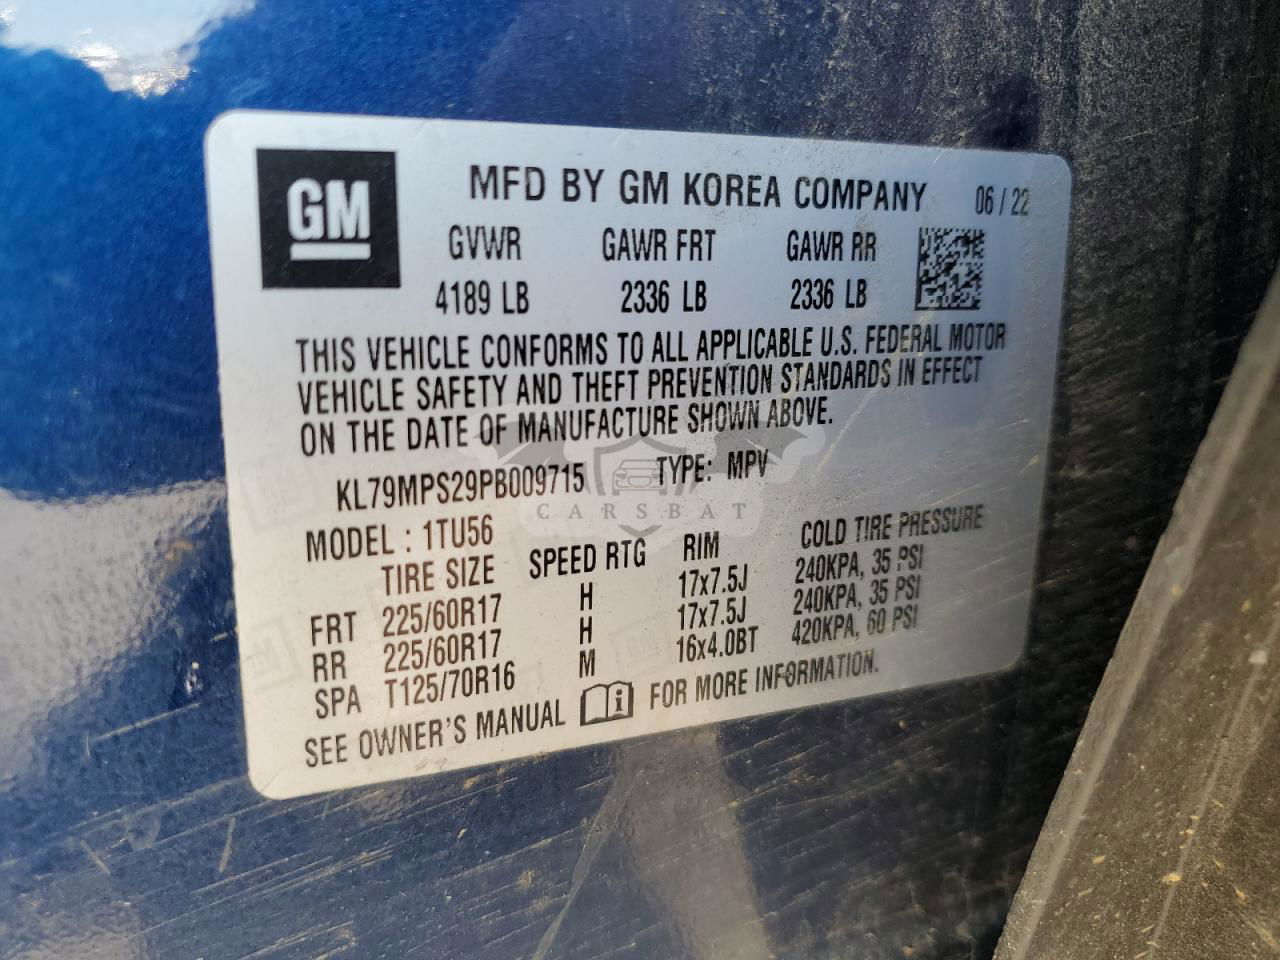 GM
MFD BY GM KOREA COMPANY 06 / 22
GVWR GAWR FRT GAWR RR
4189 LB 2336 LB 2336 LB
THIS VEHICLE CONFORMS TO ALL APPLICABLE U.S. FEDERAL MOTOR
VEHICLE SAFETY AND THEFT PREVENTION STANDARDS IN EFFECT
ON THE DATE OF MANUFACTURE SHOWN ABOVE.
KL79MPS29PB009715 TYPE: MPV
CARSBAT
MODEL : 1TU56
TIRE SIZE SPEED RTG RIM COLD TIRE PRESSURE
FRT 225/60R17 H 17x7.5J 240KPA, 35 PSI
RR 225/60R17 H 17x7.5J 240KPA, 35 PSI
SPA T125/70R16 M 16x4.0BT 420KPA, 60 PSI
SEE OWNER'S MANUAL i FOR MORE INFORMATION.